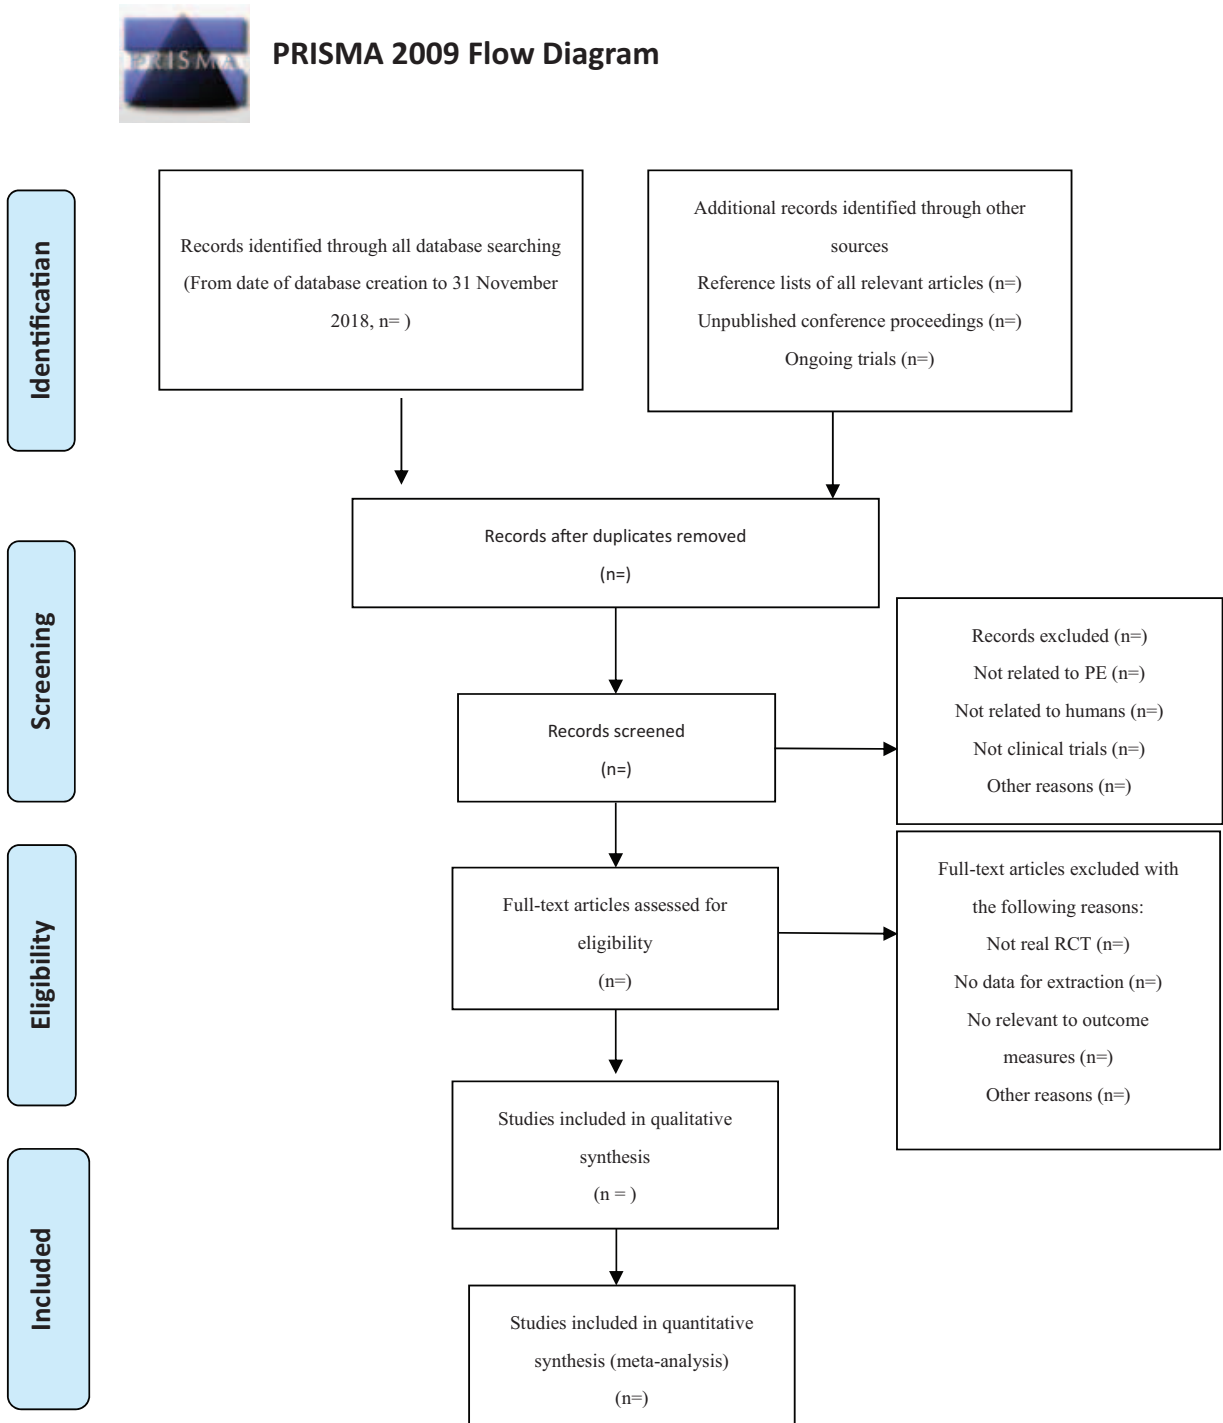 PRISMA
PRISMA 2009 Flow Diagram
Identification
Records identified through all database searching
(From date of database creation to 31 November
2018, n= )
Additional records identified through other
sources
Reference lists of all relevant articles (n=)
Unpublished conference proceedings (n=)
Ongoing trials (n=)
Records after duplicates removed
(n=)
Screening
Records screened
(n=)
Records excluded (n=)
Not related to PE (n=)
Not related to humans (n=)
Not clinical trials (n=)
Other reasons (n=)
Eligibility
Full-text articles assessed for
eligibility
(n=)
Full-text articles excluded with
the following reasons:
Not real RCT (n=)
No data for extraction (n=)
No relevant to outcome
measures (n=)
Other reasons (n=)
Studies included in qualitative
synthesis
(n = )
Included
Studies included in quantitative
synthesis (meta-analysis)
(n=)